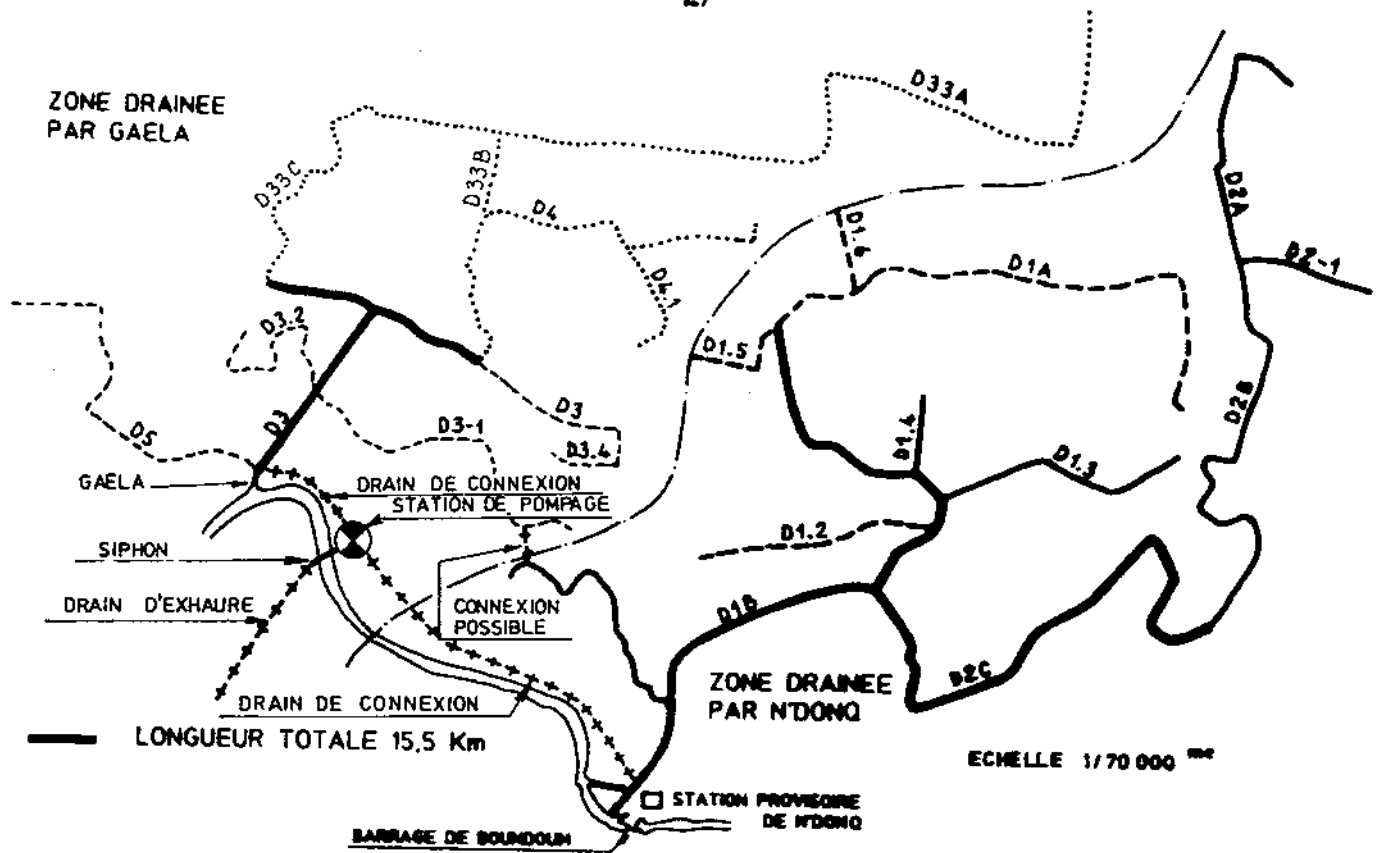 127
ZONE DRAINEE
PAR GAELA
D33A
D33C
D33B
D4
D4.1
D1.6
D1A
D2A
D2-1
D3.2
D1.5
D2B
D3
D3
D3-1
D3.4
D5
D1.4
D1.3
GAELA
DRAIN DE CONNEXION
STATION DE POMPAGE
D1.2
SIPHON
DRAIN D'EXHAURE
CONNEXION
POSSIBLE
D1B
D2C
ZONE DRAINEE
PAR N'DONQ
DRAIN DE CONNEXION
LONGUEUR TOTALE 15,5 Km
ECHELLE 1/70 000 me
STATION PROVISOIRE
DE N'DONQ
BARRAGE DE BOUNDOUM